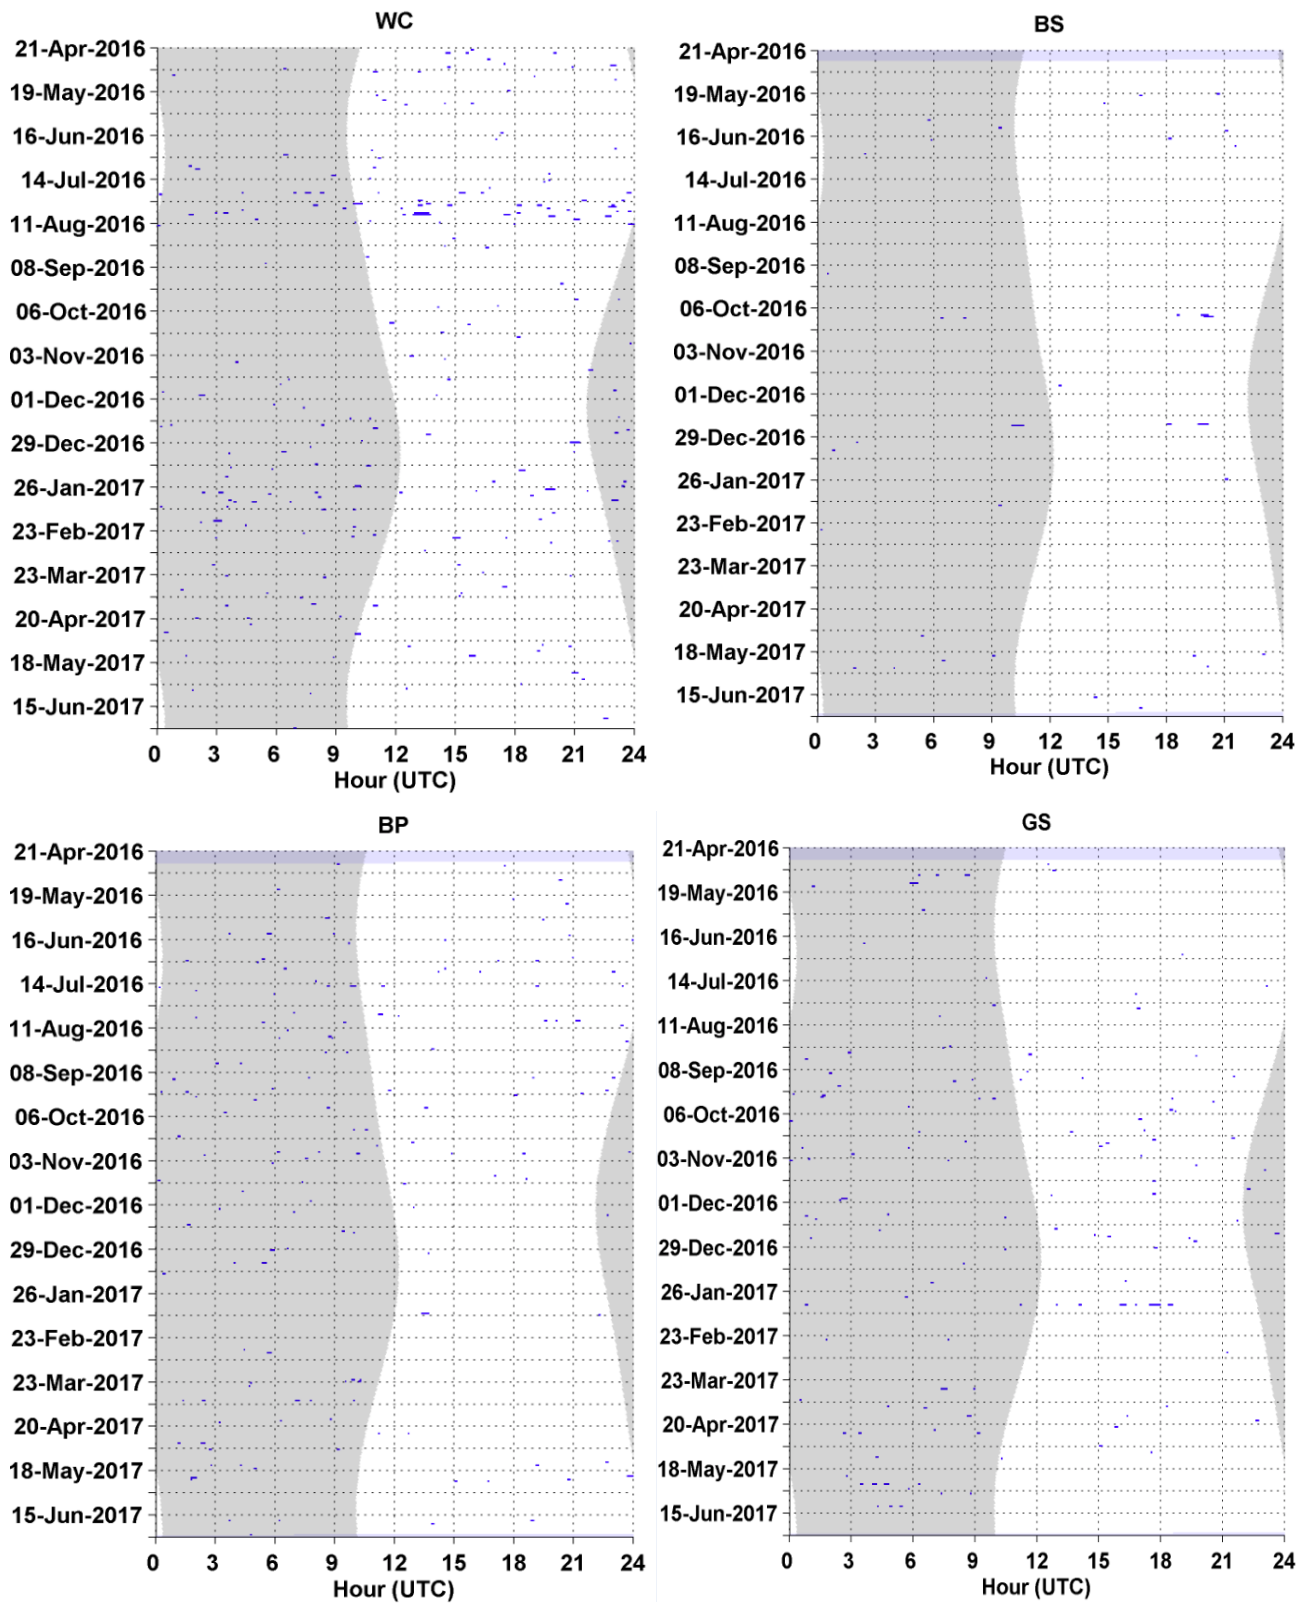 WC
21-Apr-2016
19-May-2016
16-Jun-2016
14-Jul-2016
11-Aug-2016
08-Sep-2016
06-Oct-2016
03-Nov-2016
01-Dec-2016
29-Dec-2016
26-Jan-2017
23-Feb-2017
23-Mar-2017
20-Apr-2017
18-May-2017
15-Jun-2017
0 3 6 9 12 15 18 21 24
Hour (UTC)
BS
21-Apr-2016
19-May-2016
16-Jun-2016
14-Jul-2016
11-Aug-2016
08-Sep-2016
06-Oct-2016
03-Nov-2016
01-Dec-2016
29-Dec-2016
26-Jan-2017
23-Feb-2017
23-Mar-2017
20-Apr-2017
18-May-2017
15-Jun-2017
0 3 6 9 12 15 18 21 24
Hour (UTC)
BP
21-Apr-2016
19-May-2016
16-Jun-2016
14-Jul-2016
11-Aug-2016
08-Sep-2016
06-Oct-2016
03-Nov-2016
01-Dec-2016
29-Dec-2016
26-Jan-2017
23-Feb-2017
23-Mar-2017
20-Apr-2017
18-May-2017
15-Jun-2017
0 3 6 9 12 15 18 21 24
Hour (UTC)
GS
21-Apr-2016
19-May-2016
16-Jun-2016
14-Jul-2016
11-Aug-2016
08-Sep-2016
06-Oct-2016
03-Nov-2016
01-Dec-2016
29-Dec-2016
26-Jan-2017
23-Feb-2017
23-Mar-2017
20-Apr-2017
18-May-2017
15-Jun-2017
0 3 6 9 12 15 18 21 24
Hour (UTC)